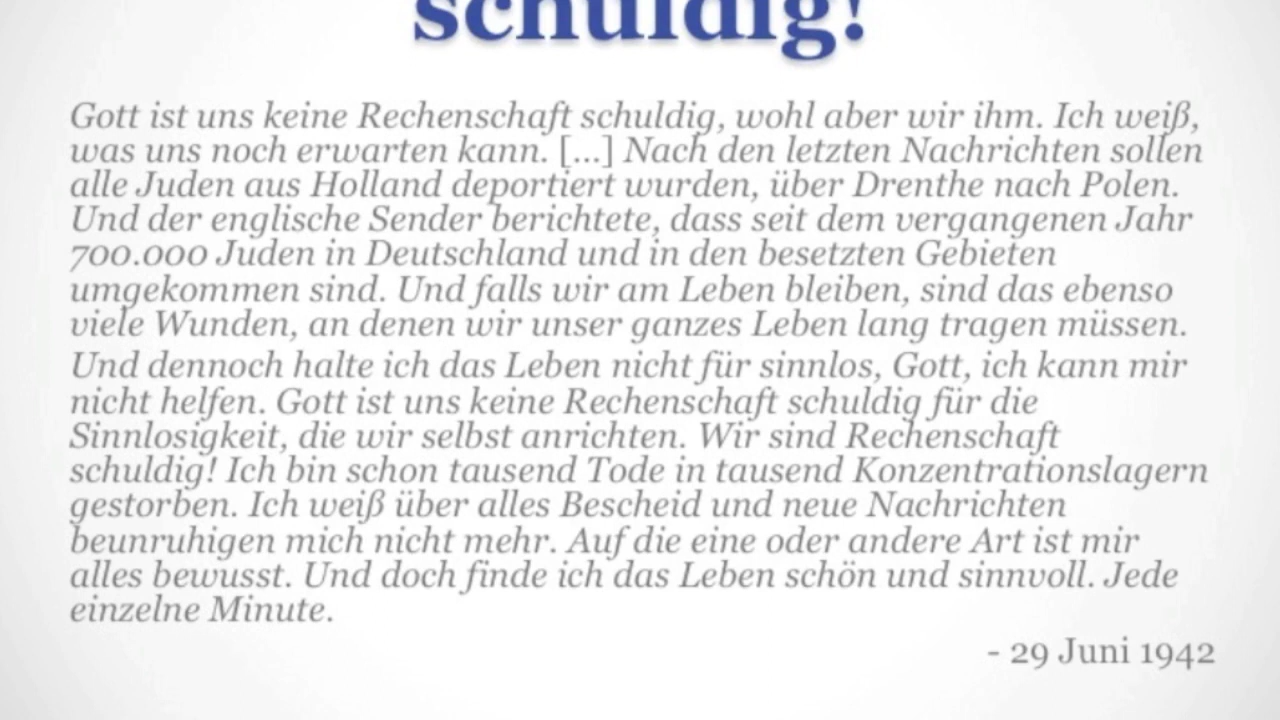 schuldig!
Gott ist uns keine Rechenschaft schuldig, wohl aber wir ihm. Ich weiß,
was uns noch erwarten kann. [...] Nach den letzten Nachrichten sollen
alle Juden aus Holland deportiert wurden, über Drenthe nach Polen.
Und der englische Sender berichtete, dass seit dem vergangenen Jahr
700.000 Juden in Deutschland und in den besetzten Gebieten
umgekommen sind. Und falls wir am Leben bleiben, sind das ebenso
viele Wunden, an denen wir unser ganzes Leben lang tragen müssen.
Und dennoch halte ich das Leben nicht für sinnlos, Gott, ich kann mir
nicht helfen. Gott ist uns keine Rechenschaft schuldig für die
Sinnlosigkeit, die wir selbst anrichten. Wir sind Rechenschaft
schuldig! Ich bin schon tausend Tode in tausend Konzentrationslagern
gestorben. Ich weiß über alles Bescheid und neue Nachrichten
beunruhigen mich nicht mehr. Auf die eine oder andere Art ist mir
alles bewusst. Und doch finde ich das Leben schön und sinnvoll. Jede
einzelne Minute.
- 29 Juni 1942